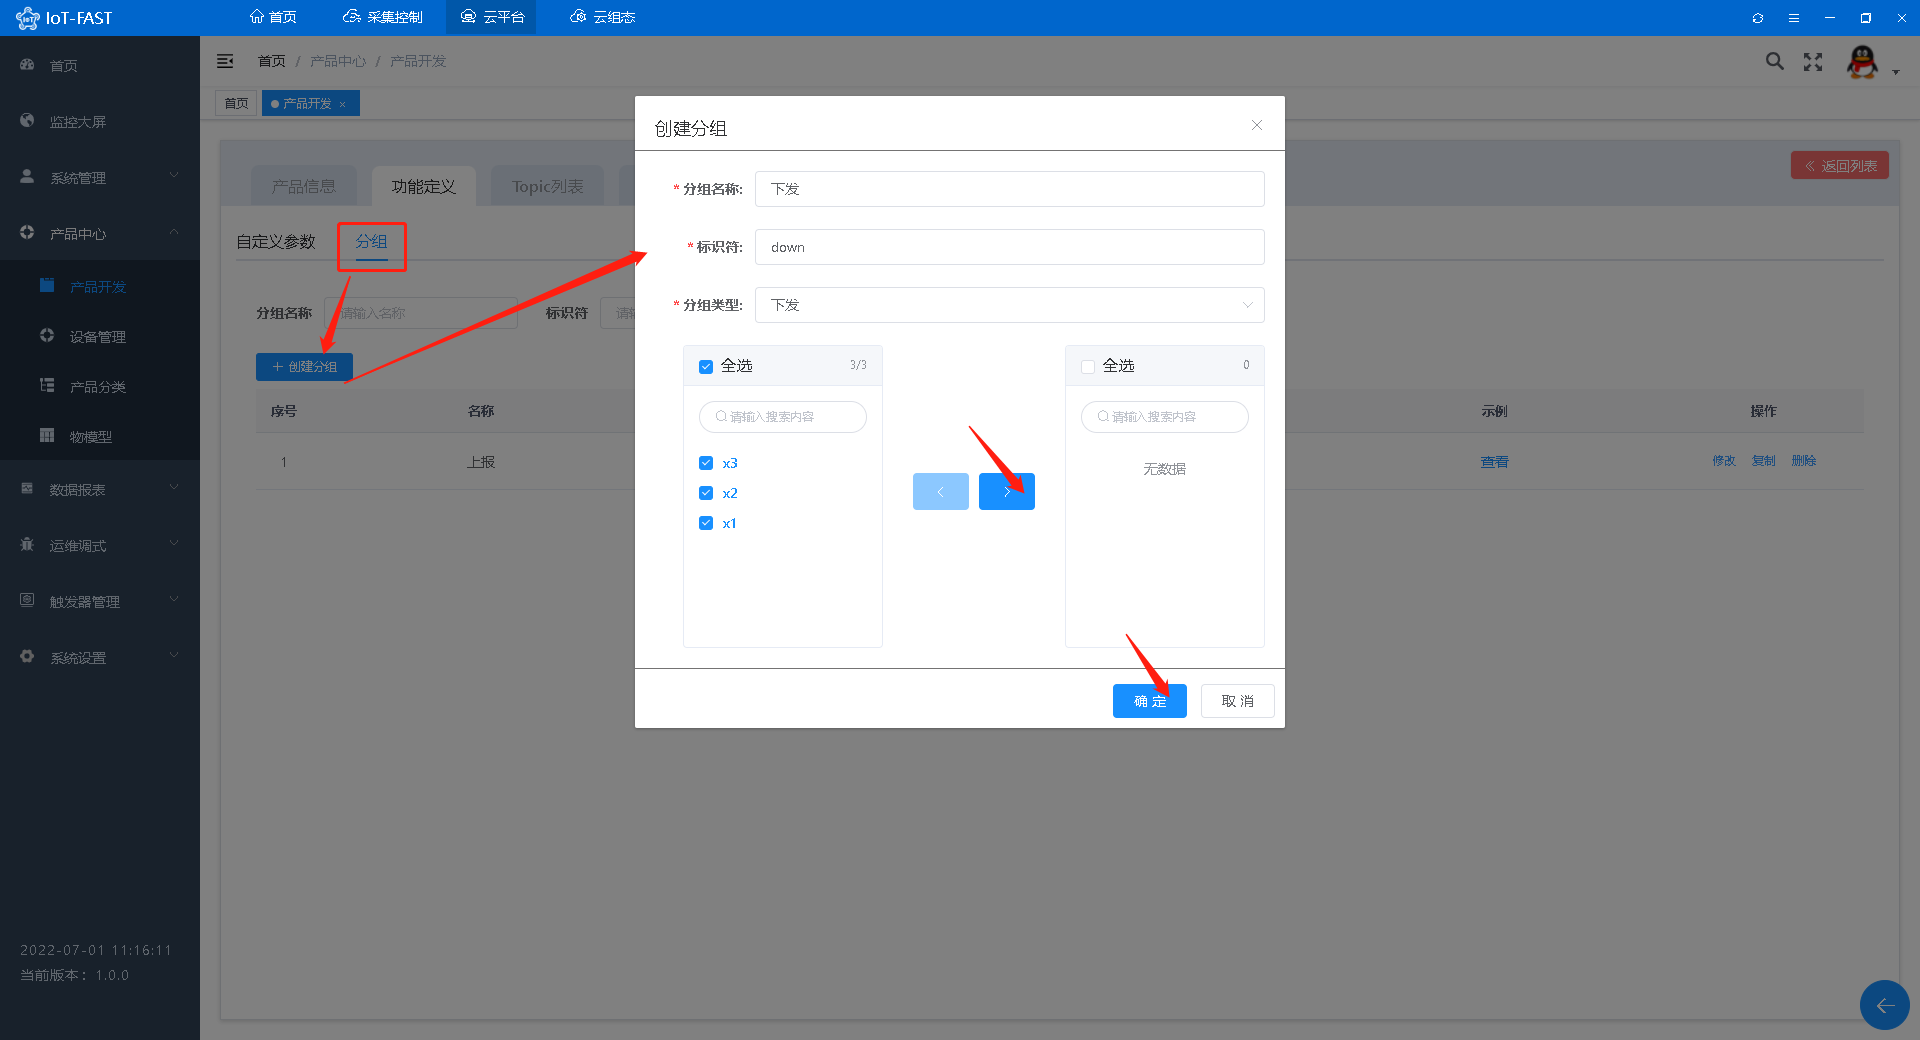 IoT-FAST
首页
采集控制
云平台
云组态
首页
监控大屏
系统管理
产品中心
产品开发
设备管理
产品分类
物模型
数据报表
运维调式
触发器管理
系统设置
2022-07-01 11:16:11
当前版本：1.0.0
首页 / 产品中心 / 产品开发
首页
产品开发 ×
产品信息
功能定义
Topic列表
返回列表
自定义参数
分组
分组名称
请输入名称
标识符
+ 创建分组
序号
名称
示例
操作
1
上报
查看
修改
复制
删除
创建分组
* 分组名称:
下发
* 标识符:
down
* 分组类型:
下发
全选
3/3
请输入搜索内容
x3
x2
x1
全选
0
请输入搜索内容
无数据
确 定
取 消